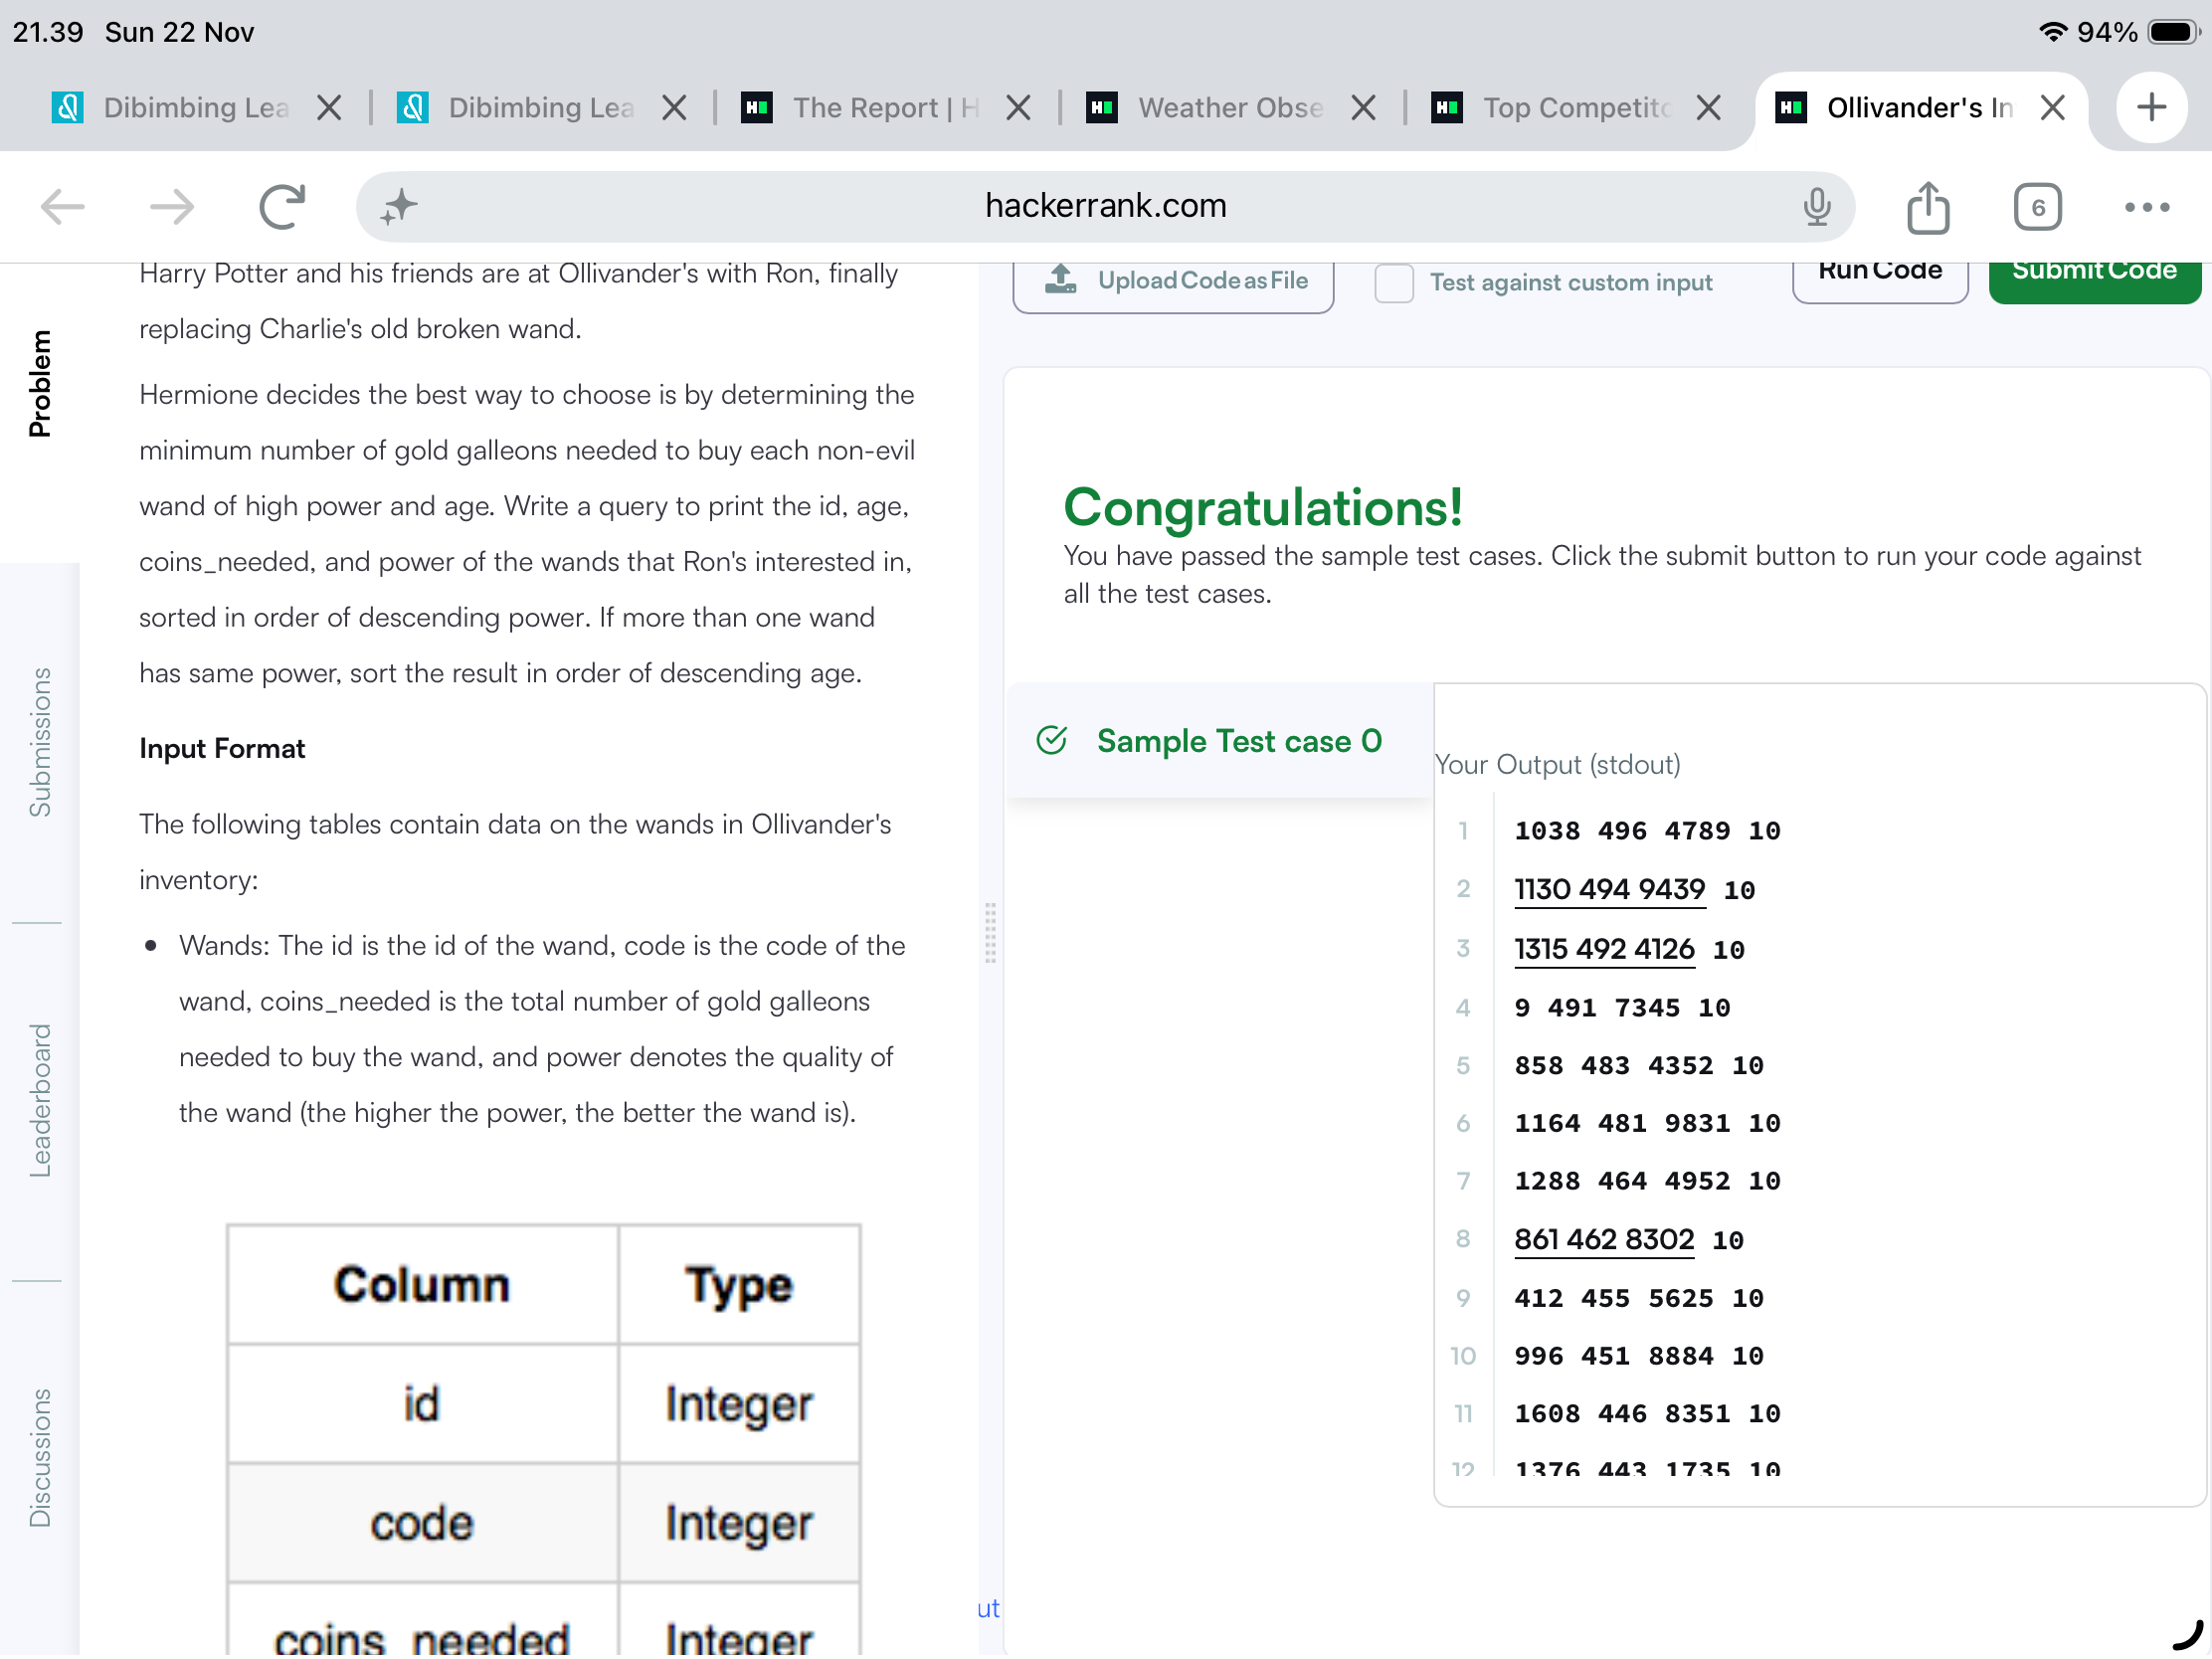 21.39 Sun 22 Nov
94%
Dibimbing Lea
Dibimbing Lea
The Report | H
Weather Obse
Top Competito
Ollivander's In
hackerrank.com
6
Problem
Submissions
Leaderboard
Discussions
Harry Potter and his friends are at Ollivander's with Ron, finally
replacing Charlie's old broken wand.
Hermione decides the best way to choose is by determining the
minimum number of gold galleons needed to buy each non-evil
wand of high power and age. Write a query to print the id, age,
coins_needed, and power of the wands that Ron's interested in,
sorted in order of descending power. If more than one wand
has same power, sort the result in order of descending age.
Input Format
The following tables contain data on the wands in Ollivander's
inventory:
• Wands: The id is the id of the wand, code is the code of the
wand, coins_needed is the total number of gold galleons
needed to buy the wand, and power denotes the quality of
the wand (the higher the power, the better the wand is).
Column Type
id Integer
code Integer
coins_needed Integer
ut
Upload Code as File
Test against custom input
Run Code
Submit Code
Congratulations!
You have passed the sample test cases. Click the submit button to run your code against
all the test cases.
Sample Test case 0
Your Output (stdout)
1 1038 496 4789 10
2 1130 494 9439 10
3 1315 492 4126 10
4 9 491 7345 10
5 858 483 4352 10
6 1164 481 9831 10
7 1288 464 4952 10
8 861 462 8302 10
9 412 455 5625 10
10 996 451 8884 10
11 1608 446 8351 10
12 1376 443 1735 10